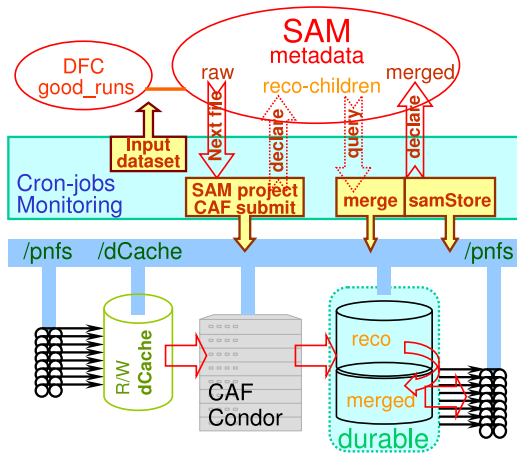 SAM
metadata
DFC
good_runs
raw
reco-children
merged
Next file
declare
query
declare
Input
dataset
Cron-jobs
Monitoring
SAM project
CAF submit
merge
samStore
/pnfs
/dCache
/pnfs
R/W
dCache
CAF
Condor
reco
merged
durable